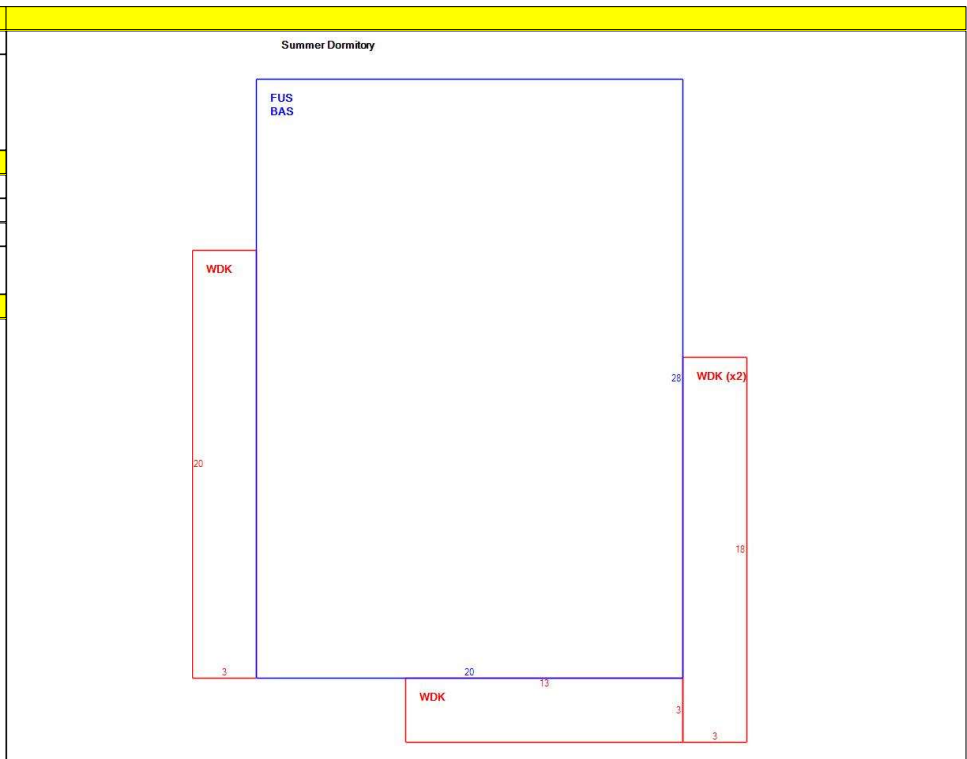 Summer Dormitory
FUS
BAS
WDK
28
WDK (x2)
20
18
3
20
13
WDK
3
3